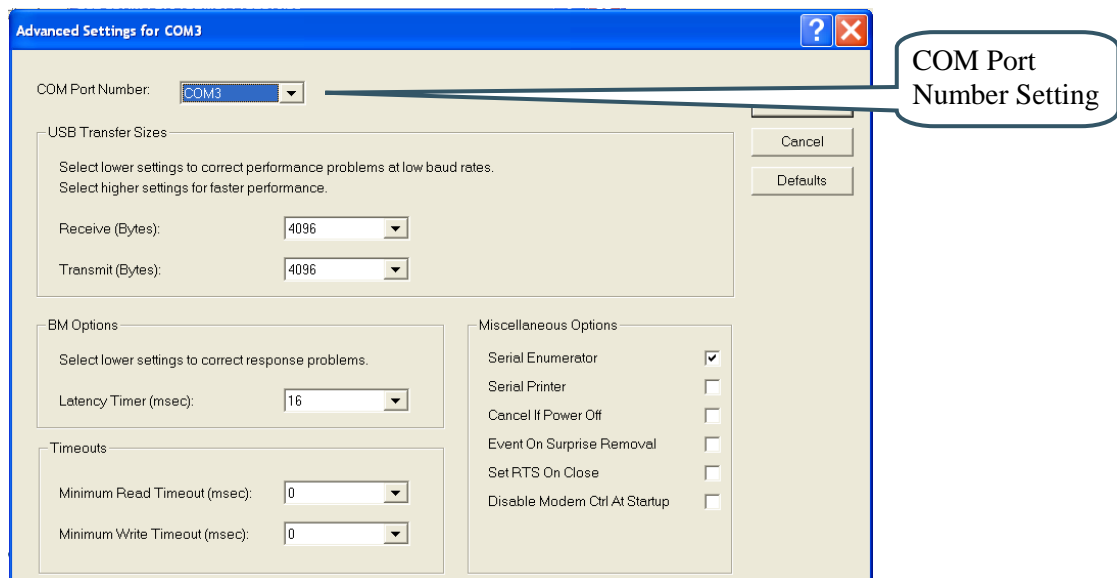 Advanced Settings for COM3
COM Port
Number Setting
COM Port Number:
COM3
USB Transfer Sizes
Select lower settings to correct performance problems at low baud rates.
Select higher settings for faster performance.
Receive (Bytes):
4096
Transmit (Bytes):
4096
Cancel
Defaults
BM Options
Select lower settings to correct response problems.
Latency Timer (msec):
16
Timeouts
Minimum Read Timeout (msec):
0
Minimum Write Timeout (msec):
0
Miscellaneous Options
Serial Enumerator
Serial Printer
Cancel If Power Off
Event On Surprise Removal
Set RTS On Close
Disable Modem Ctrl At Startup